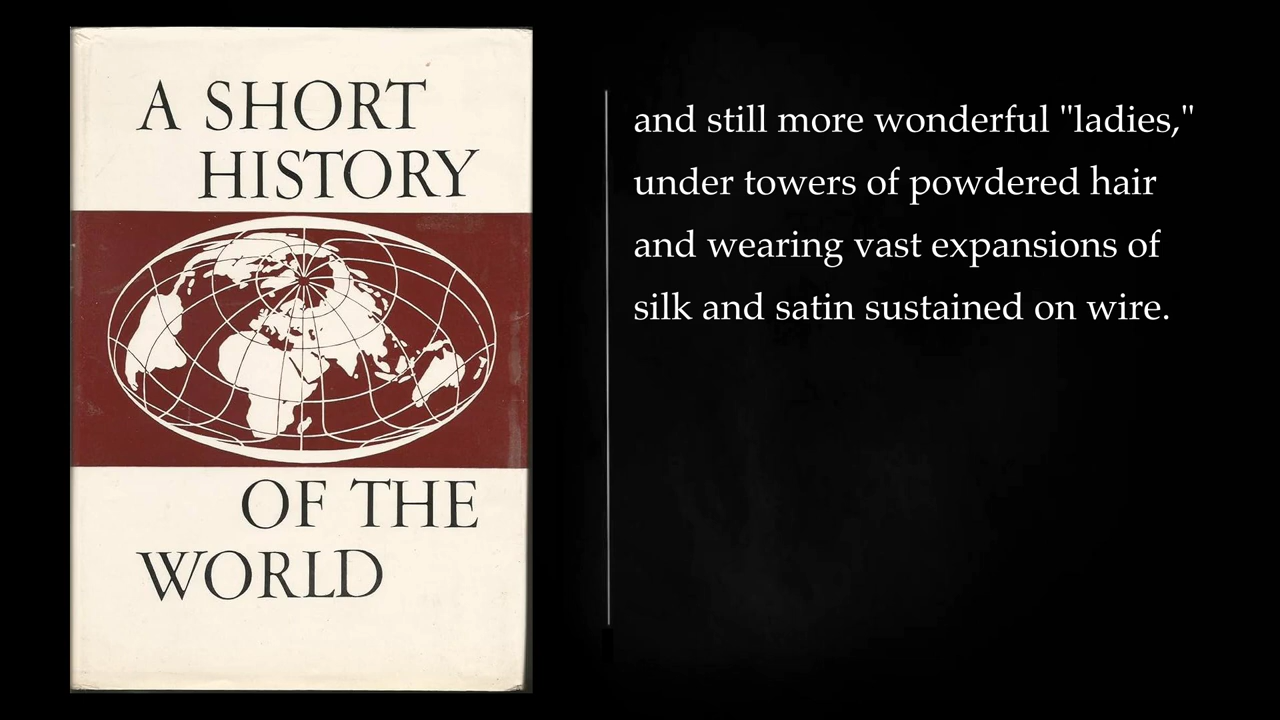 A SHORT
HISTORY
OF THE
WORLD
and still more wonderful "ladies,"
under towers of powdered hair
and wearing vast expansions of
silk and satin sustained on wire.